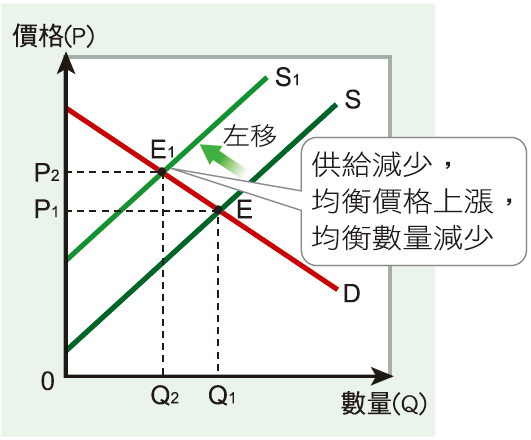 價格(P)
S1
S
左移
E1
供給減少，
均衡價格上漲，
均衡數量減少
P2
P1
E
D
0
Q2
Q1
數量(Q)